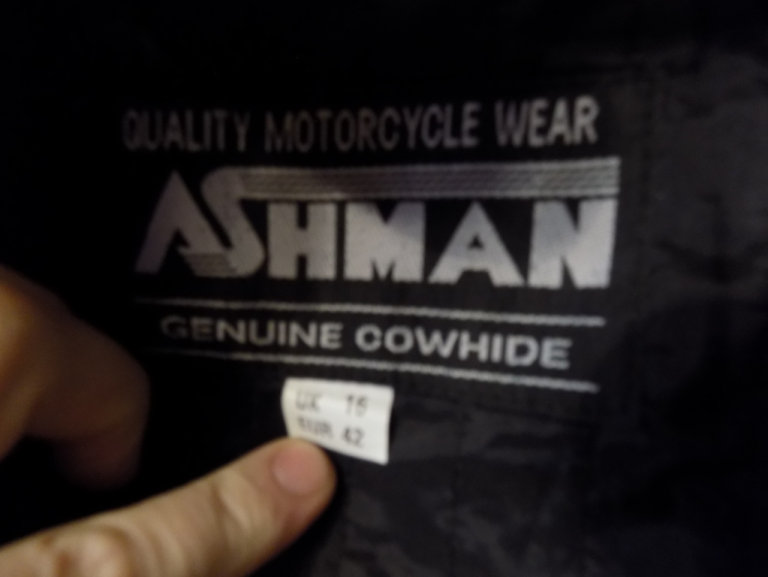 QUALITY MOTORCYCLE WEAR
ASHMAN
GENUINE COWHIDE
UK 16
EUR 42